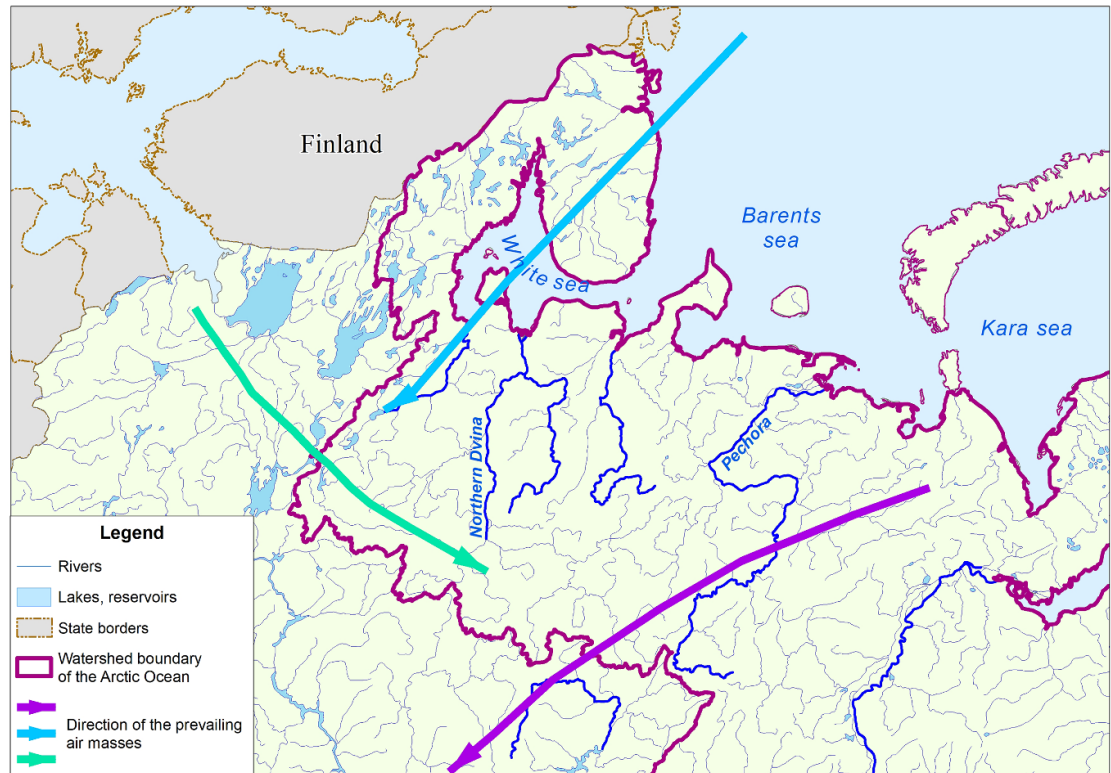 Finland
Barents
sea
White sea
Kara sea
Northern Dvina
Pechora
Legend
Rivers
Lakes, reservoirs
State borders
Watershed boundary
of the Arctic Ocean
Direction of the prevailing
air masses